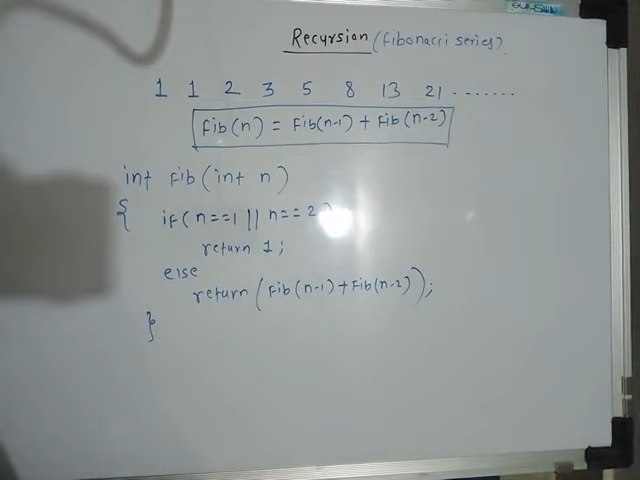 Recursion (Fibonacci series)
1 1 2 3 5 8 13 21 .......
Fib(n) = Fib(n-1) + Fib(n-2)
int Fib(int n)
{ if(n==1 || n==2)
return 1;
else
return (Fib(n-1)+Fib(n-2));
}